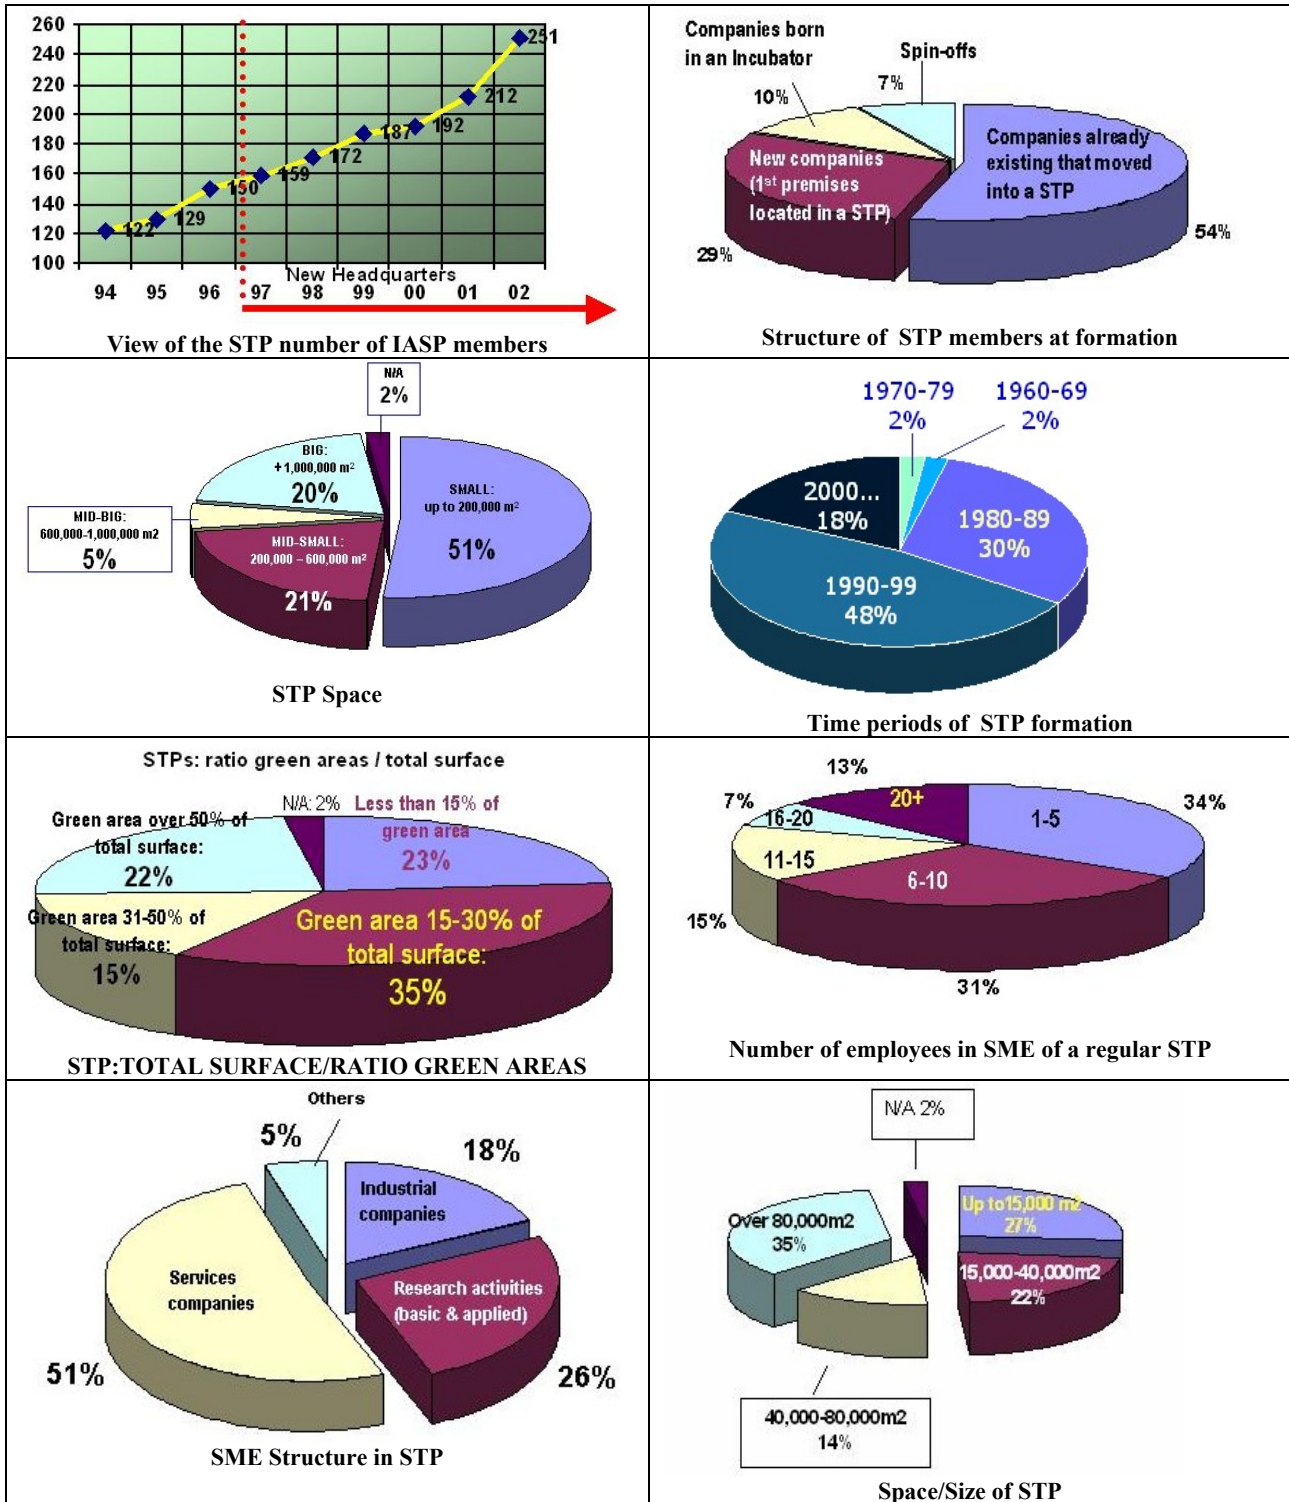 260
240
220
200
180
160
140
120
100
251
212
192
187
172
159
150
129
122
New Headquarters
94 95 96 97 98 99 00 01 02
View of the STP number of IASP members
Companies born
in an Incubator
10%
Spin-offs
7%
Companies already
existing that moved
into a STP
54%
New companies
(1st premises
located in a STP)
29%
Structure of STP members at formation
N/A
2%
BIG:
+ 1,000,000 m2
20%
SMALL:
up to 200,000 m2
51%
MID-BIG:
600,000-1,000,000 m2
5%
MID-SMALL:
200,000 – 600,000 m2
21%
STP Space
1970-79
2%
1960-69
2%
2000...
18%
1980-89
30%
1990-99
48%
Time periods of STP formation
STPs: ratio green areas / total surface
N/A: 2%
Less than 15% of
green area
23%
Green area over 50% of
total surface:
22%
Green area 31-50% of
total surface:
15%
Green area 15-30% of
total surface:
35%
STP:TOTAL SURFACE/RATIO GREEN AREAS
13%
20+
7%
16-20
34%
1-5
11-15
15%
6-10
31%
Number of employees in SME of a regular STP
Others
5%
18%
Industrial
companies
Services
companies
51%
Research activities
(basic & applied)
26%
SME Structure in STP
N/A 2%
Up to15,000 m2
27%
Over 80,000m2
35%
15,000-40,000m2
22%
40,000-80,000m2
14%
Space/Size of STP